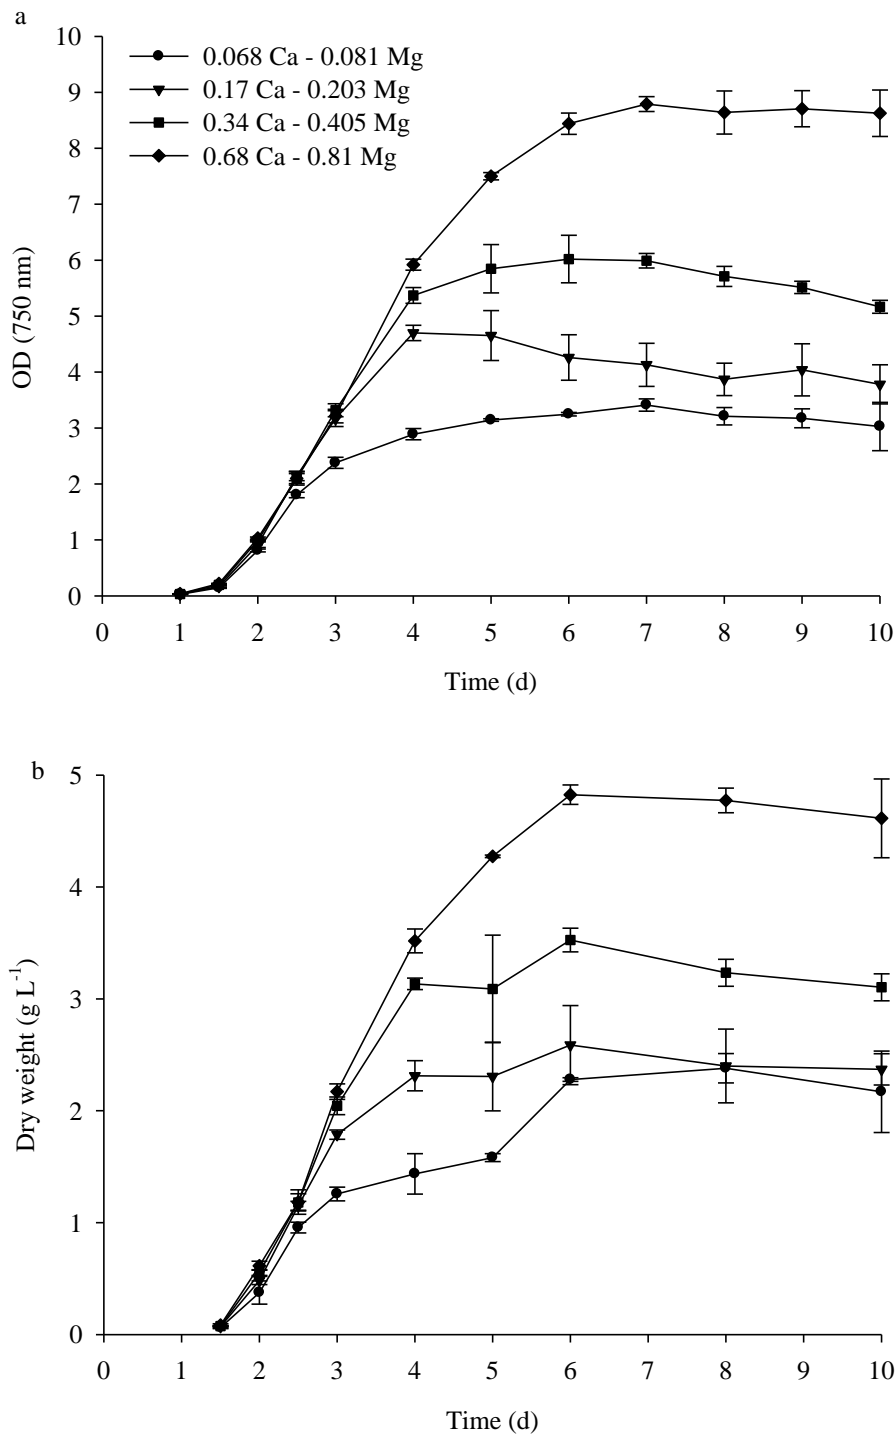 a
10
9
8
7
6
5
4
3
2
1
0
OD (750 nm)
0.068 Ca - 0.081 Mg
0.17 Ca - 0.203 Mg
0.34 Ca - 0.405 Mg
0.68 Ca - 0.81 Mg
0 1 2 3 4 5 6 7 8 9 10
Time (d)
b
5
4
3
2
1
0
Dry weight (g L-1)
0 1 2 3 4 5 6 7 8 9 10
Time (d)